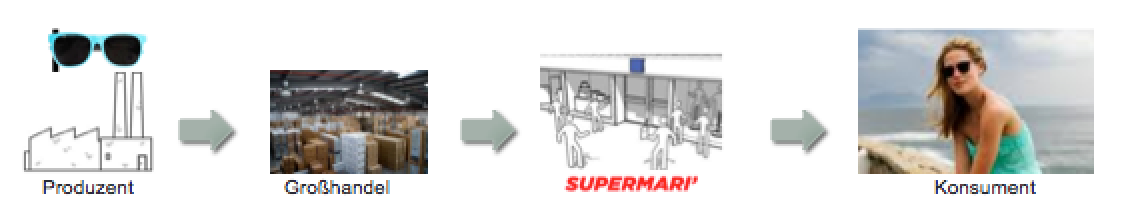 Produzent
Großhandel
SUPERMARI'
Konsument